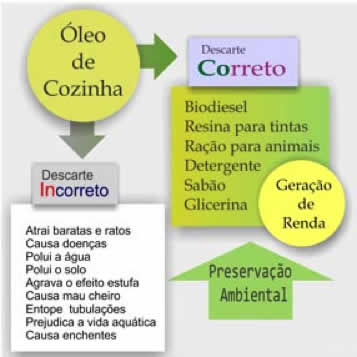 Óleo
de
Cozinha
Descarte
Correto
Biodiesel
Resina para tintas
Ração para animais
Detergente
Sabão
Glicerina
Geração
de
Renda
Descarte
Incorreto
Atrai baratas e ratos
Causa doenças
Polui a água
Polui o solo
Agrava o efeito estufa
Causa mau cheiro
Entope tubulações
Prejudica a vida aquática
Causa enchentes
Preservação
Ambiental